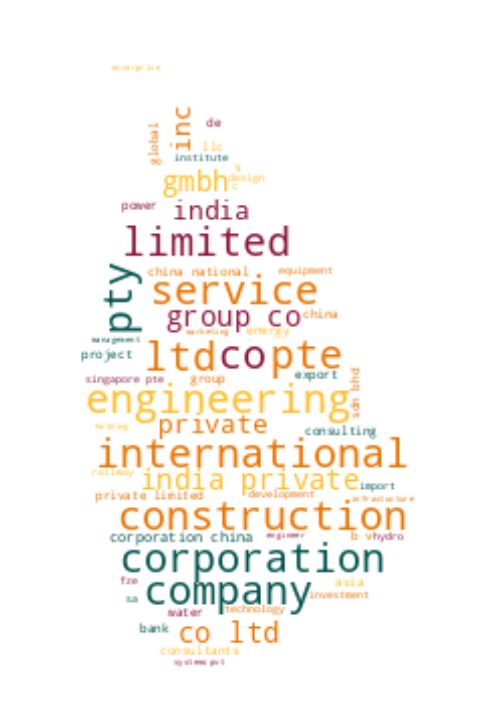 enterprise
inc
de
global
llc
institute
s
gmbh
design
c
power
india
limited
china national
equipment
pty
service
group co
china
marketing
energy
management
project
ltd
co
pte
export
singapore pte
group
sdn bhd
engineering
holding
private
consulting
international
railway
india private
import
private limited
development
infrastructure
construction
corporation china
engineer
b v
hydro
corporation
fze
asia
sa
company
investment
water
technology
bank
co ltd
consultants
systems pvt